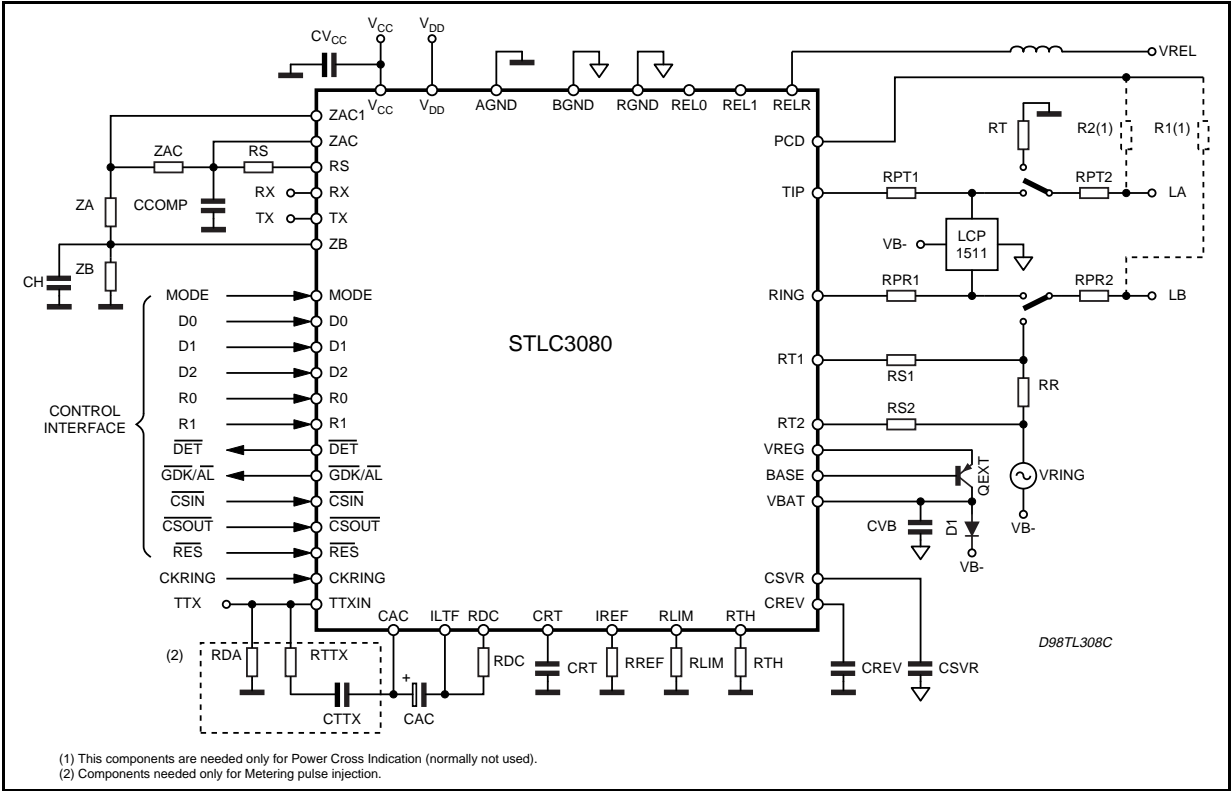 CVCC
VCC
VDD
VREL
VCC
VDD
AGND
BGND
RGND
REL0
REL1
RELR
ZAC1
ZAC
RS
ZAC
RS
RX
RX
TX
TX
ZA
CCOMP
ZB
CH
ZB
PCD
RT
R2(1)
R1(1)
TIP
RPT1
RPT2
LA
VB-
LCP
1511
RING
RPR1
RPR2
LB
STLC3080
CONTROL
INTERFACE
MODE
MODE
D0
D0
D1
D1
D2
D2
R0
R0
R1
R1
DET
DET
GDK/AL
GDK/AL
CSIN
CSIN
CSOUT
CSOUT
RES
RES
CKRING
CKRING
TTX
TTXIN
RT1
RS1
RR
RT2
RS2
VREG
BASE
QEXT
VRING
VBAT
VB-
CVB
D1
VB-
CSVR
CREV
CAC
ILTF
RDC
CRT
IREF
RLIM
RTH
(2)
RDA
RTTX
CTTX
+
CAC
RDC
CRT
RREF
RLIM
RTH
CREV
CSVR
D98TL308C
(1) This components are needed only for Power Cross Indication (normally not used).
(2) Components needed only for Metering pulse injection.